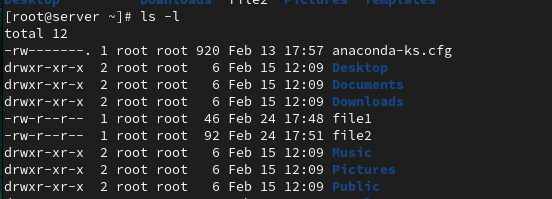 Desktop Downloads file2 Pictures Templates
[root@server ~]# ls -l
total 12
-rw-------. 1 root root 920 Feb 13 17:57 anaconda-ks.cfg
drwxr-xr-x  2 root root   6 Feb 15 12:09 Desktop
drwxr-xr-x  2 root root   6 Feb 15 12:09 Documents
drwxr-xr-x  2 root root   6 Feb 15 12:09 Downloads
-rw-r--r--  1 root root  46 Feb 24 17:48 file1
-rw-r--r--  1 root root  92 Feb 24 17:51 file2
drwxr-xr-x  2 root root   6 Feb 15 12:09 Music
drwxr-xr-x  2 root root   6 Feb 15 12:09 Pictures
drwxr-xr-x  2 root root   6 Feb 15 12:09 Public